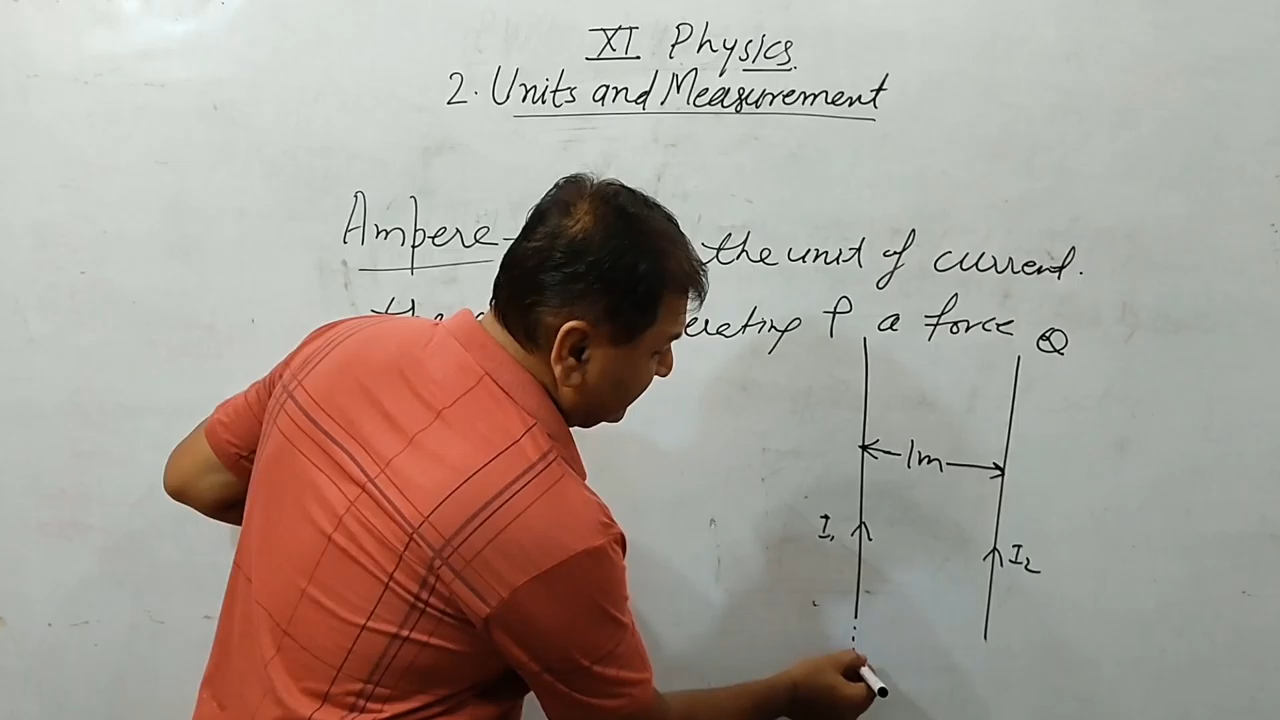 XI Physics
2. Units and Measurement
Ampere - the unit of current.
a force
P
Q
1m
I₁
I₂